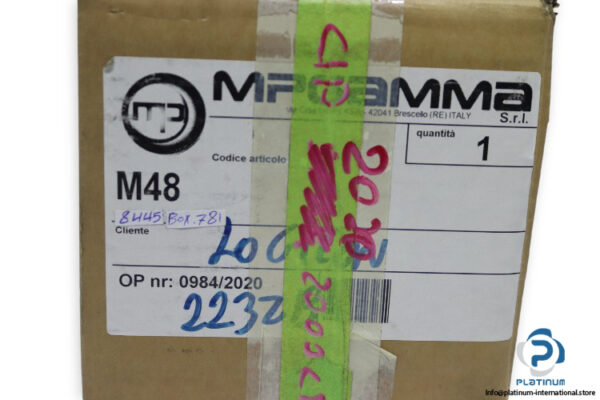 mp
MPGAMMA
S.r.l.
42041 Brescello (RE) ITALY
quantità
1
Codice articolo
M48
8445.Box.781
Cliente
OP nr: 0984/2020
2020
PLATINUM
Info@platinum-international.store